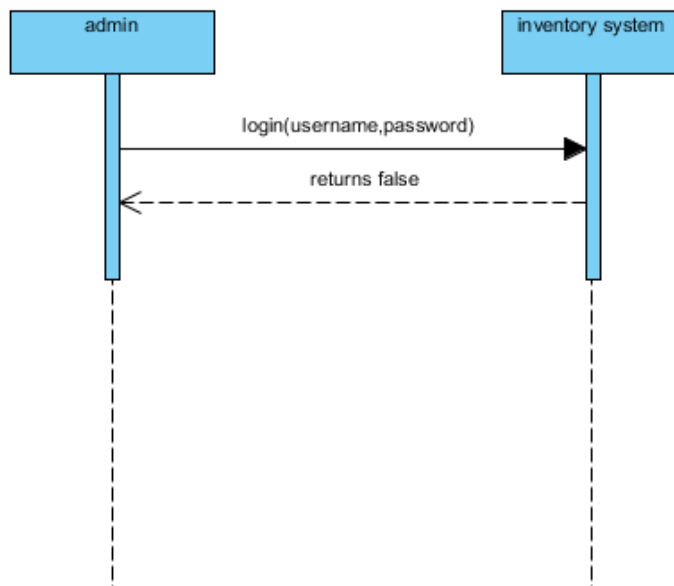 admin
inventory system
login(username,password)
returns false